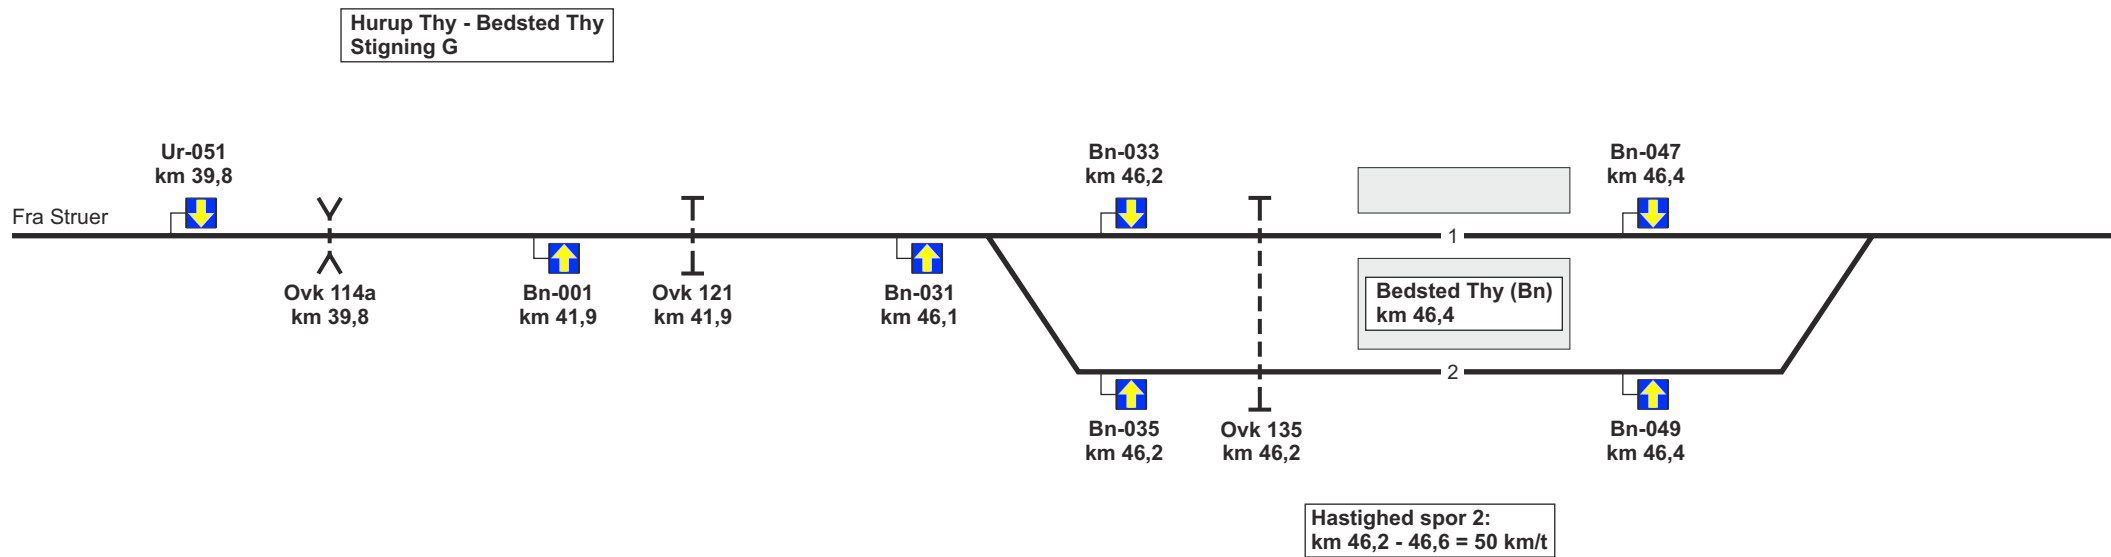 Hurup Thy - Bedsted Thy
Stigning G
Ur-051
km 39,8
Bn-033
km 46,2
Bn-047
km 46,4
Fra Struer
1
Ovk 114a
km 39,8
Bn-001
km 41,9
Ovk 121
km 41,9
Bn-031
km 46,1
Bedsted Thy (Bn)
km 46,4
2
Bn-035
km 46,2
Ovk 135
km 46,2
Bn-049
km 46,4
Hastighed spor 2:
km 46,2 - 46,6 = 50 km/t